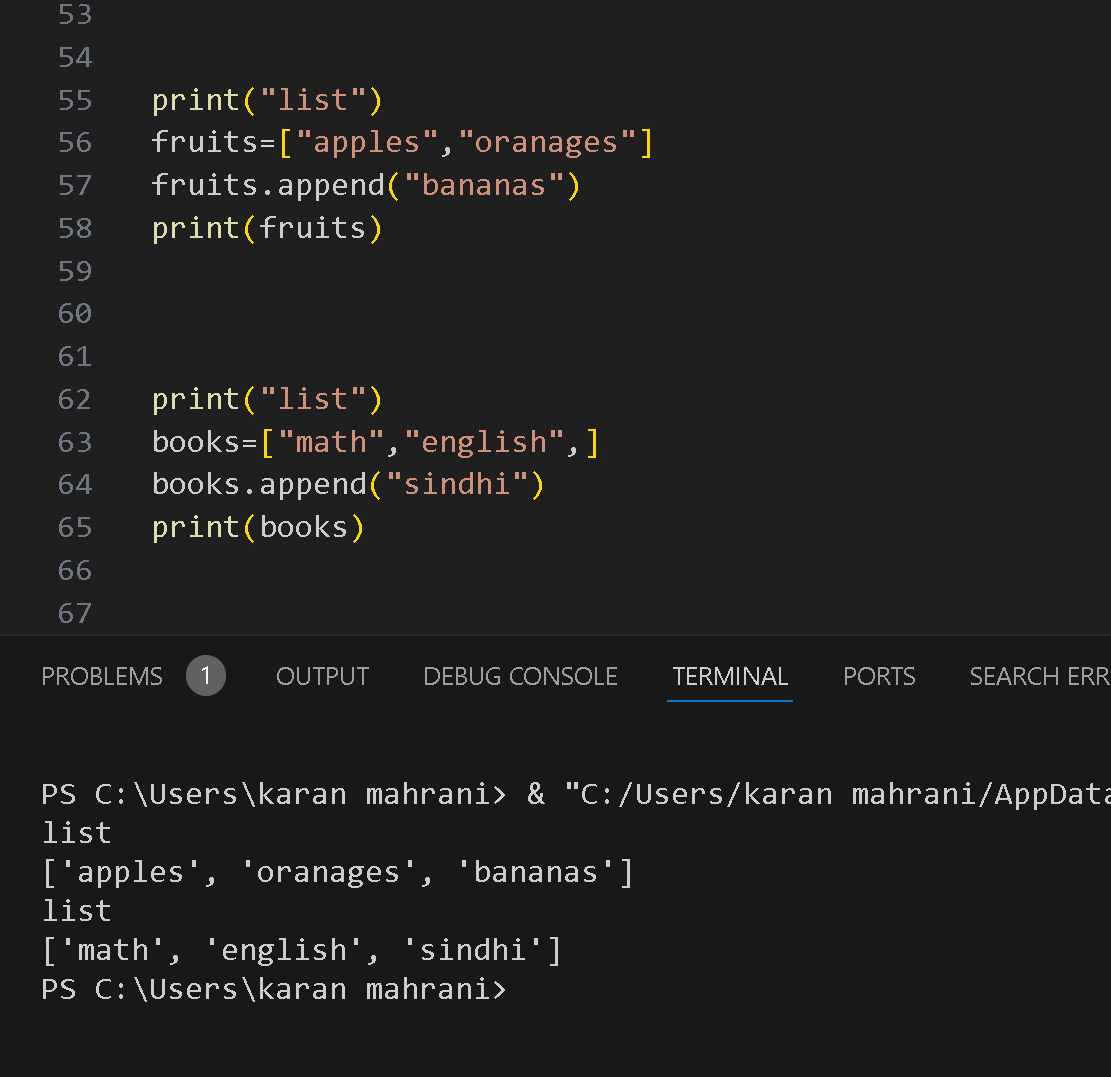 53
54
55 print("list")
56 fruits=["apples","oranages"]
57 fruits.append("bananas")
58 print(fruits)
59
60
61
62 print("list")
63 books=["math","english",]
64 books.append("sindhi")
65 print(books)
66
67
PROBLEMS 1 OUTPUT DEBUG CONSOLE TERMINAL PORTS SEARCH ERR
PS C:\Users\karan mahrani> & "C:/Users/karan mahrani/AppData
list
['apples', 'oranages', 'bananas']
list
['math', 'english', 'sindhi']
PS C:\Users\karan mahrani>